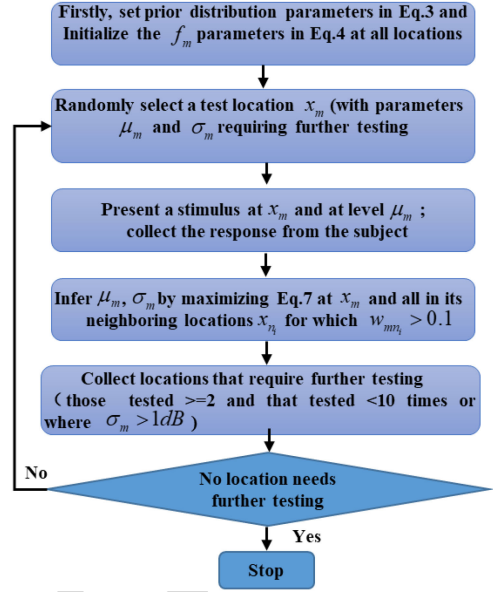 Firstly, set prior distribution parameters in Eq.3 and
Initialize the f_m parameters in Eq.4 at all locations
Randomly select a test location x_m (with parameters
μ_m and σ_m requiring further testing
Present a stimulus at x_m and at level μ_m ;
collect the response from the subject
Infer μ_m, σ_m by maximizing Eq.7 at x_m and all in its
neighboring locations x_{n_i} for which w_{mn_i} > 0.1
Collect locations that require further testing
（those tested >=2 and that tested <10 times or
where σ_m >1dB）
No
No location needs
further testing
Yes
Stop